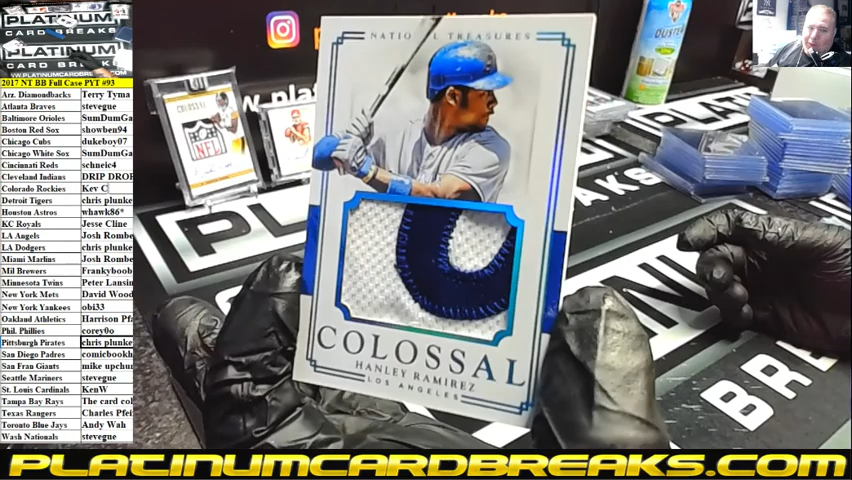 PLATINUM
CARD BREAKS
WWW.PLATINUMCARDBREAKS.COM
2017 NT BB Full Case PYT #93
Arz. Diamondbacks Terry Tyma
Atlanta Braves stevegue
Baltimore Orioles SumDumGa
Boston Red Sox showben94
Chicago Cubs dukeboy07
Chicago White Sox SumDumGa
Cincinnati Reds schneic4
Cleveland Indians DRIP DROP
Colorado Rockies Kev C
Detroit Tigers chris plunke
Houston Astros whawk86*
KC Royals Jesse Cline
LA Angels Josh Rombe
LA Dodgers chris plunke
Miami Marlins Josh Rombe
Mil Brewers Frankyboob
Minnesota Twins Peter Lansin
New York Mets David Wood
New York Yankees obi33
Oakland Athletics Harrison Pfa
Phil. Phillies corey0o
Pittsburgh Pirates chris plunke
San Diego Padres comicbookh
San Fran Giants mike upchur
Seattle Mariners stevegue
St. Louis Cardinals KenW
Tampa Bay Rays The card col
Texas Rangers Charles Pfei
Toronto Blue Jays Andy Wah
Wash Nationals stevegue
NATIO L TREASURES
COLOSSAL
HANLEY RAMIREZ
LOS ANGELES
COLOSSAL
NFL
DUSTER
BREAKS
PLATINUMCARDBREAKS.COM